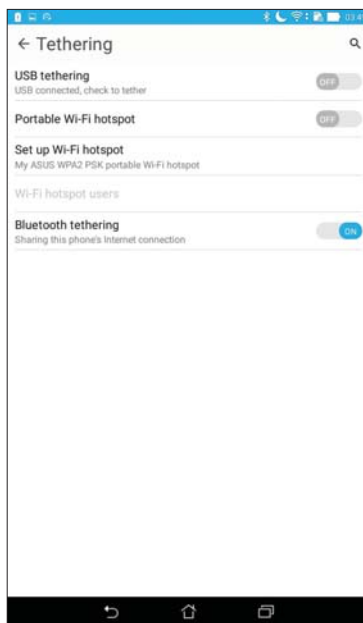 Tethering
USB tethering
USB connected, check to tether
OFF
Portable Wi-Fi hotspot
OFF
Set up Wi-Fi hotspot
My ASUS WPA2 PSK portable Wi-Fi hotspot
Wi-Fi hotspot users
Bluetooth tethering
Sharing this phone's Internet connection
ON